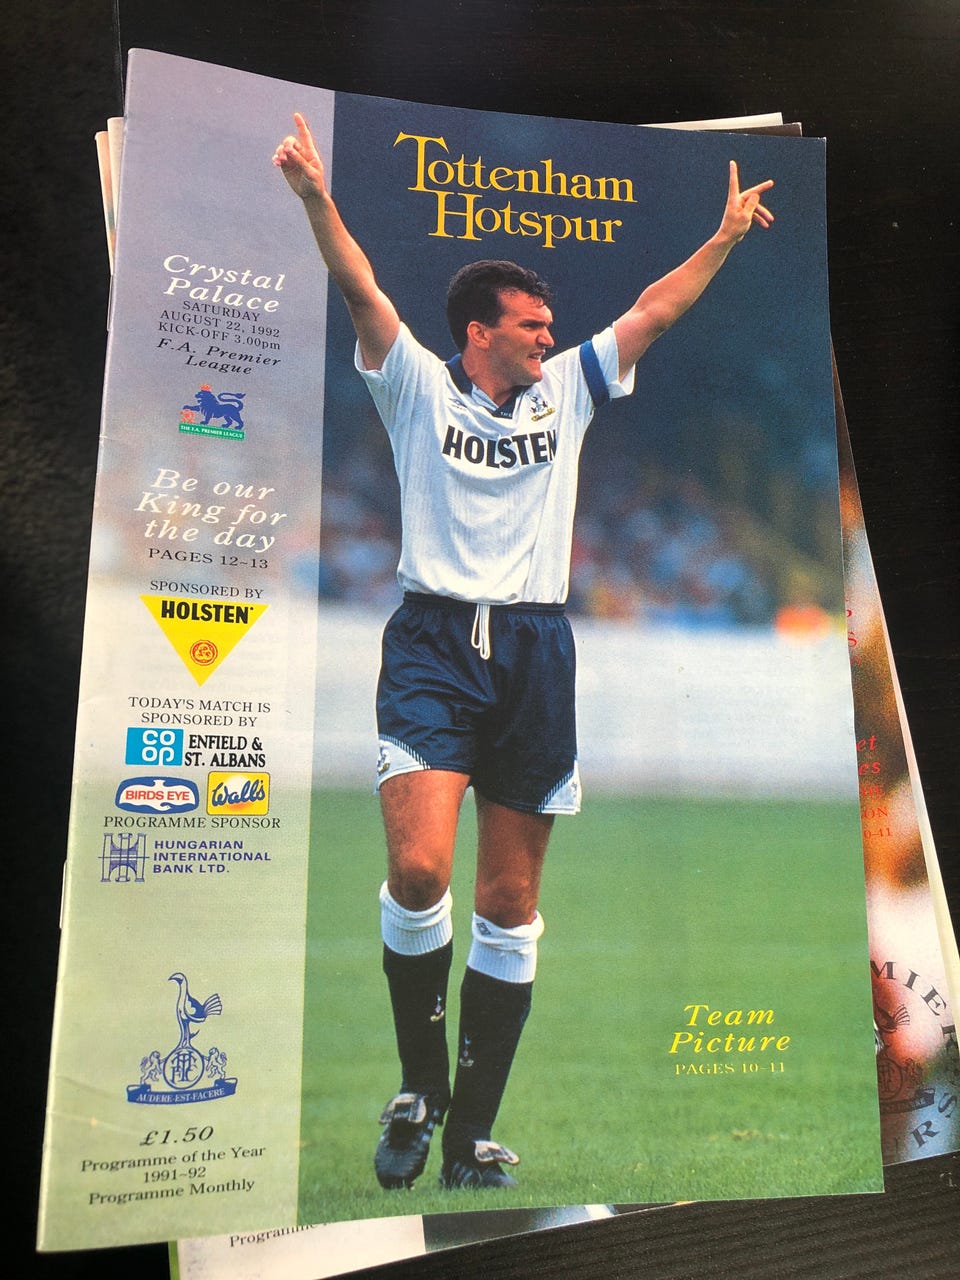 Tottenham
Hotspur
Crystal
Palace
SATURDAY
AUGUST 22, 1992
KICK-OFF 3.00pm
F.A. Premier
League
THE F.A. PREMIER LEAGUE
Be our
King for
the day
PAGES 12-13
SPONSORED BY
HOLSTEN
TODAY'S MATCH IS
SPONSORED BY
CO
OP
ENFIELD &
ST. ALBANS
BIRDS EYE
Wall's
PROGRAMME SPONSOR
HUNGARIAN
INTERNATIONAL
BANK LTD.
AUDERE·EST·FACERE
£1.50
Programme of the Year
1991-92
Programme Monthly
HOLSTEN
Team
Picture
PAGES 10-11
Programme